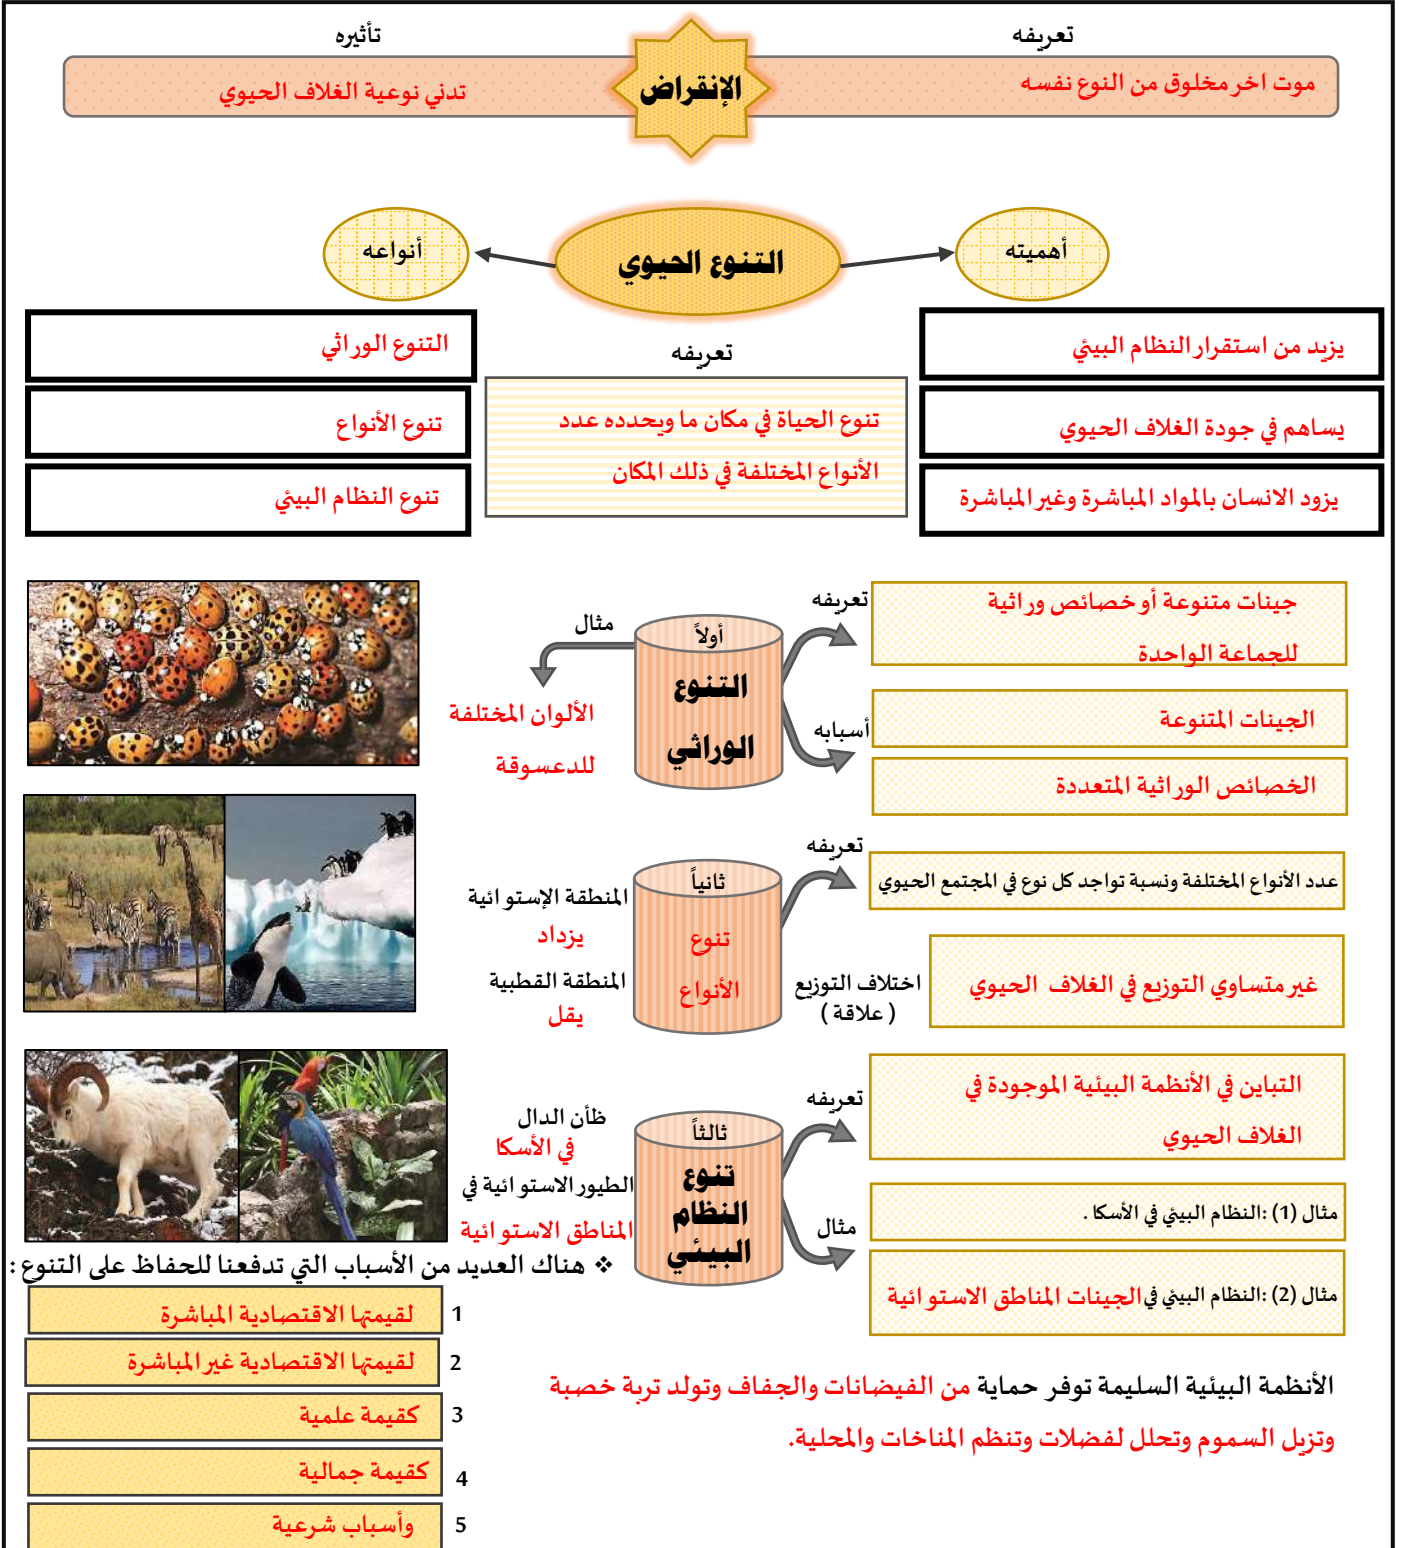 تعريفه
تأثيره
الإنقراض
موت اخر مخلوق من النوع نفسه
تدني نوعية الغلاف الحيوي
التنوع الحيوي
أهميته
أنواعه
يزيد من استقرار النظام البيئي
يساهم في جودة الغلاف الحيوي
يزود الانسان بالمواد المباشرة وغير المباشرة
تعريفه
تنوع الحياة في مكان ما ويحدده عدد
الأنواع المختلفة في ذلك المكان
التنوع الوراثي
تنوع الأنواع
تنوع النظام البيئي
أولاً
التنوع
الوراثي
تعريفه
جينات متنوعة أو خصائص وراثية
للجماعة الواحدة
أسبابه
الجينات المتنوعة
الخصائص الوراثية المتعددة
مثال
الألوان المختلفة
للدعسوقة
ثانياً
تنوع
الأنواع
تعريفه
عدد الأنواع المختلفة ونسبة تواجد كل نوع في المجتمع الحيوي
اختلاف التوزيع
( علاقة )
غير متساوي التوزيع في الغلاف الحيوي
المنطقة الإستوائية
يزداد
المنطقة القطبية
يقل
ثالثاً
تنوع
النظام
البيئي
تعريفه
التباين في الأنظمة البيئية الموجودة في
الغلاف الحيوي
مثال
مثال (1) :النظام البيئي في الأسكا .
مثال (2) :النظام البيئي في الجينات المناطق الاستوائية
ظأن الدال
في الأسكا
الطيور الاستوائية في
المناطق الاستوائية
❖ هناك العديد من الأسباب التي تدفعنا للحفاظ على التنوع :
1 لقيمتها الاقتصادية المباشرة
2 لقيمتها الاقتصادية غير المباشرة
3 كقيمة علمية
4 كقيمة جمالية
5 وأسباب شرعية
الأنظمة البيئية السليمة توفر حماية من الفيضانات والجفاف وتولد تربة خصبة
وتزيل السموم وتحلل لفضلات وتنظم المناخات والمحلية.